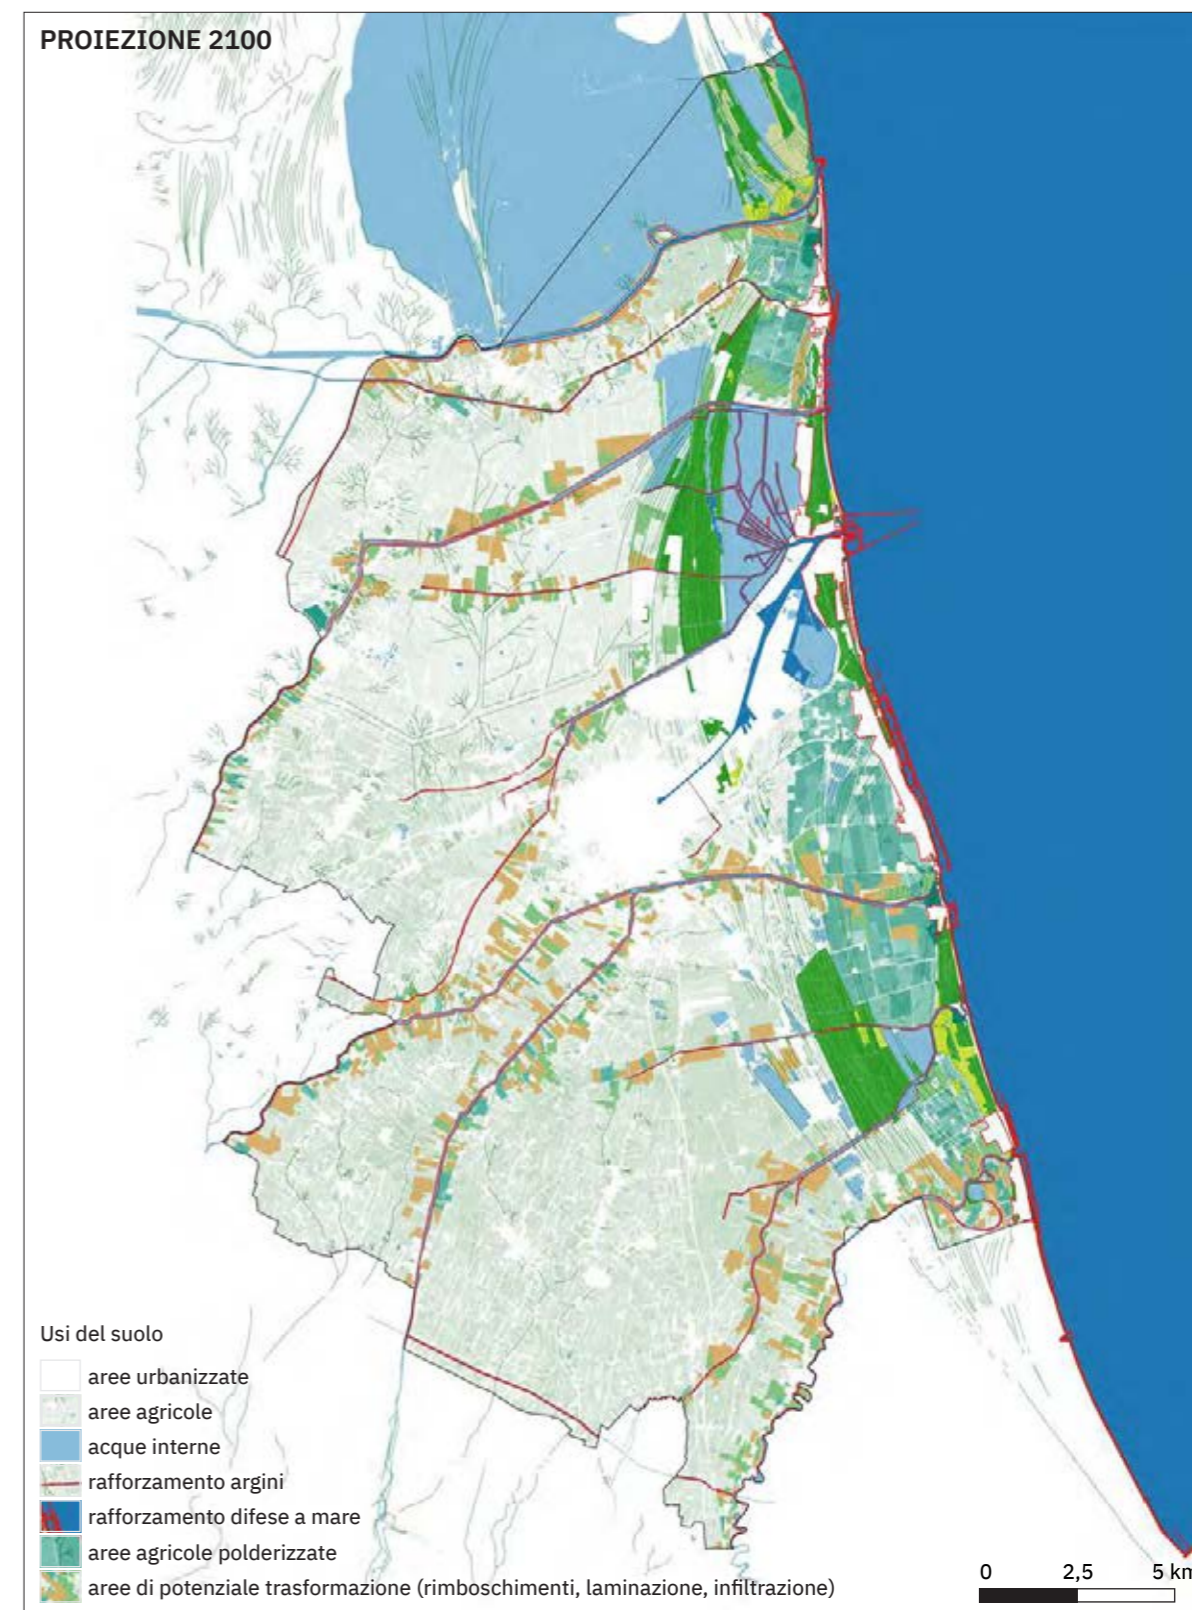 PROIEZIONE 2100
Usi del suolo
aree urbanizzate
aree agricole
acque interne
rafforzamento argini
rafforzamento difese a mare
aree agricole polderizzate
aree di potenziale trasformazione (rimboschimenti, laminazione, infiltrazione)
0 2,5 5 km